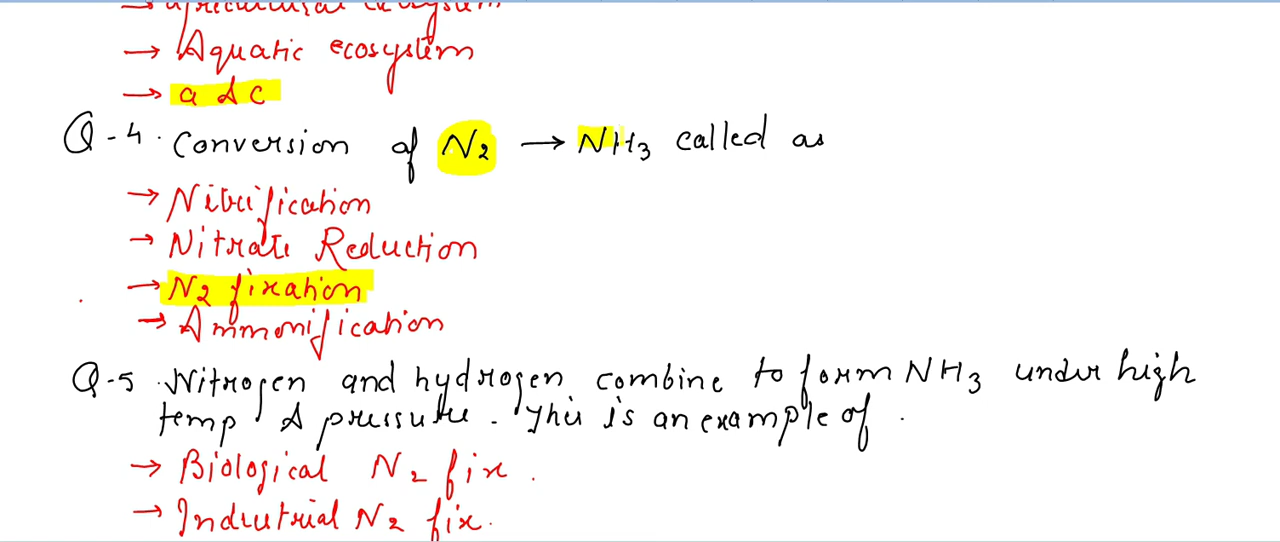 → Aquatic ecosystem
→ a & c
Q-4. Conversion of N2 → NH3 called as
→ Nitrification
→ Nitrate Reduction
→ N2 fixation
→ Ammonification
Q-5. Nitrogen and hydrogen combine to form NH3 under high
temp & pressure. This is an example of.
→ Biological N2 fix.
→ Industrial N2 fix.